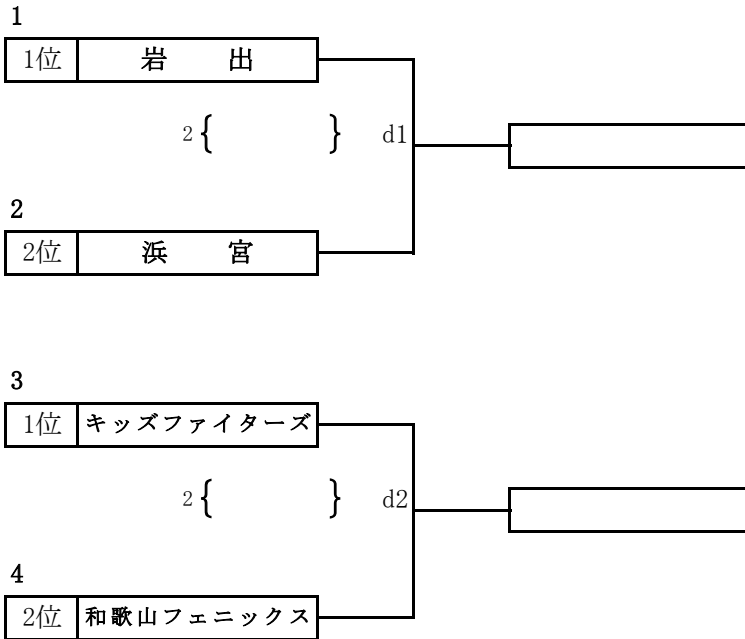 1
1位 岩 出
2 { } d1
2
2位 浜 宮
3
1位 キッズファイターズ
2 { } d2
4
2位 和歌山フェニックス